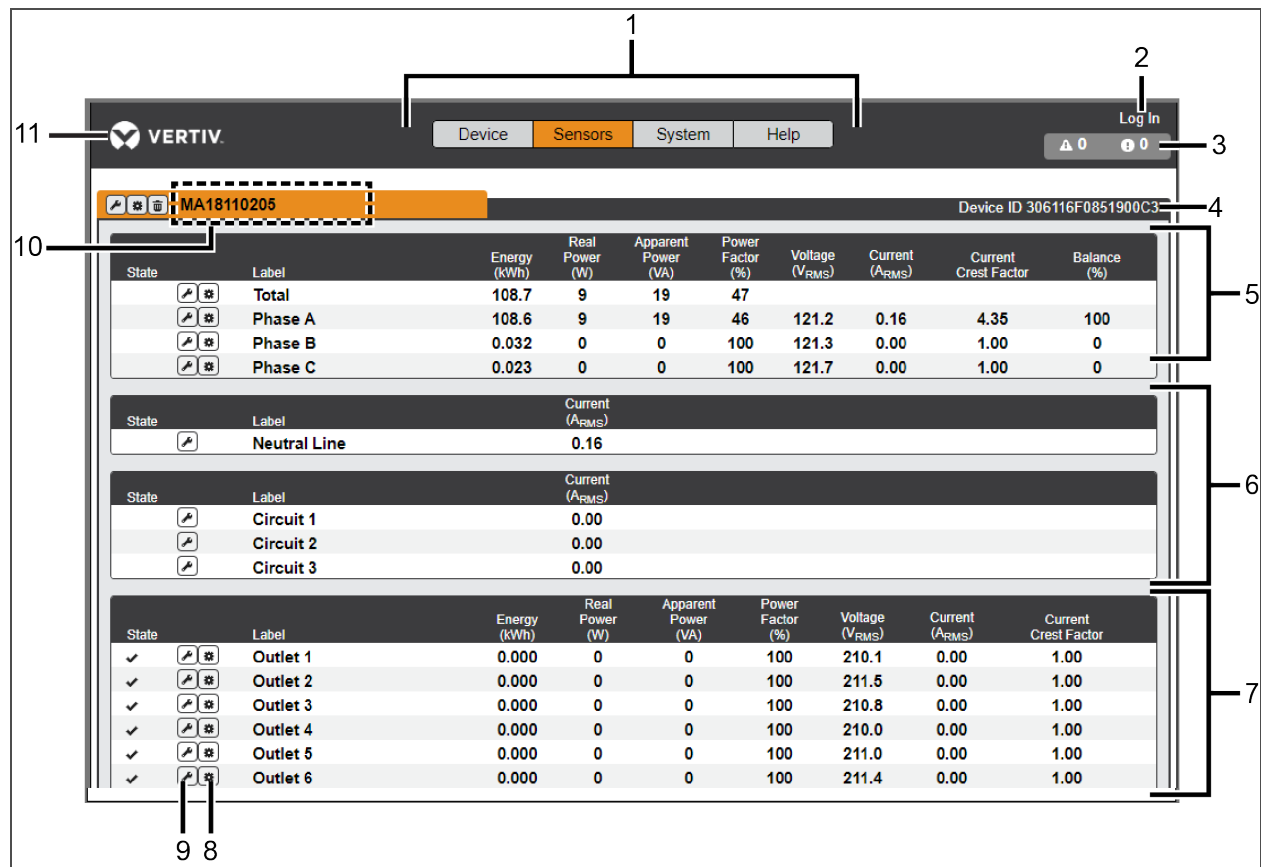 1
2
Log In
11
VERTIV.
Device Sensors System Help
0 0
3
MA18110205
Device ID 306116F0851900C3
4
10
State Label Energy (kWh) Real Power (W) Apparent Power (VA) Power Factor (%) Voltage (VRMS) Current (ARMS) Current Crest Factor Balance (%)
Total 108.7 9 19 47
5
Phase A 108.6 9 19 46 121.2 0.16 4.35 100
Phase B 0.032 0 0 100 121.3 0.00 1.00 0
Phase C 0.023 0 0 100 121.7 0.00 1.00 0
State Label Current (ARMS)
Neutral Line 0.16
6
State Label Current (ARMS)
Circuit 1 0.00
Circuit 2 0.00
Circuit 3 0.00
State Label Energy (kWh) Real Power (W) Apparent Power (VA) Power Factor (%) Voltage (VRMS) Current (ARMS) Current Crest Factor
Outlet 1 0.000 0 0 100 210.1 0.00 1.00
Outlet 2 0.000 0 0 100 211.5 0.00 1.00
7
Outlet 3 0.000 0 0 100 210.8 0.00 1.00
Outlet 4 0.000 0 0 100 210.0 0.00 1.00
Outlet 5 0.000 0 0 100 211.0 0.00 1.00
Outlet 6 0.000 0 0 100 211.4 0.00 1.00
9 8